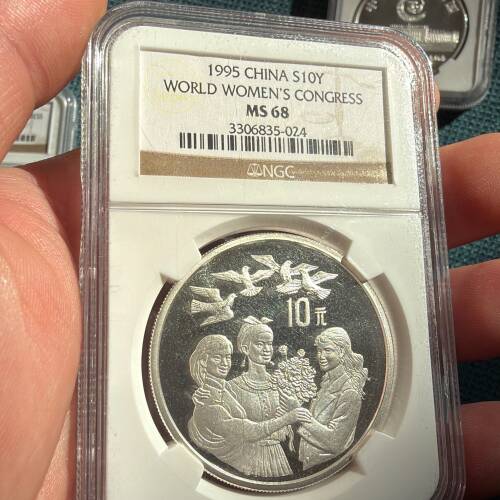 1995 CHINA S10Y
WORLD WOMEN'S CONGRESS
MS 68
3306835-024
NGC
10元